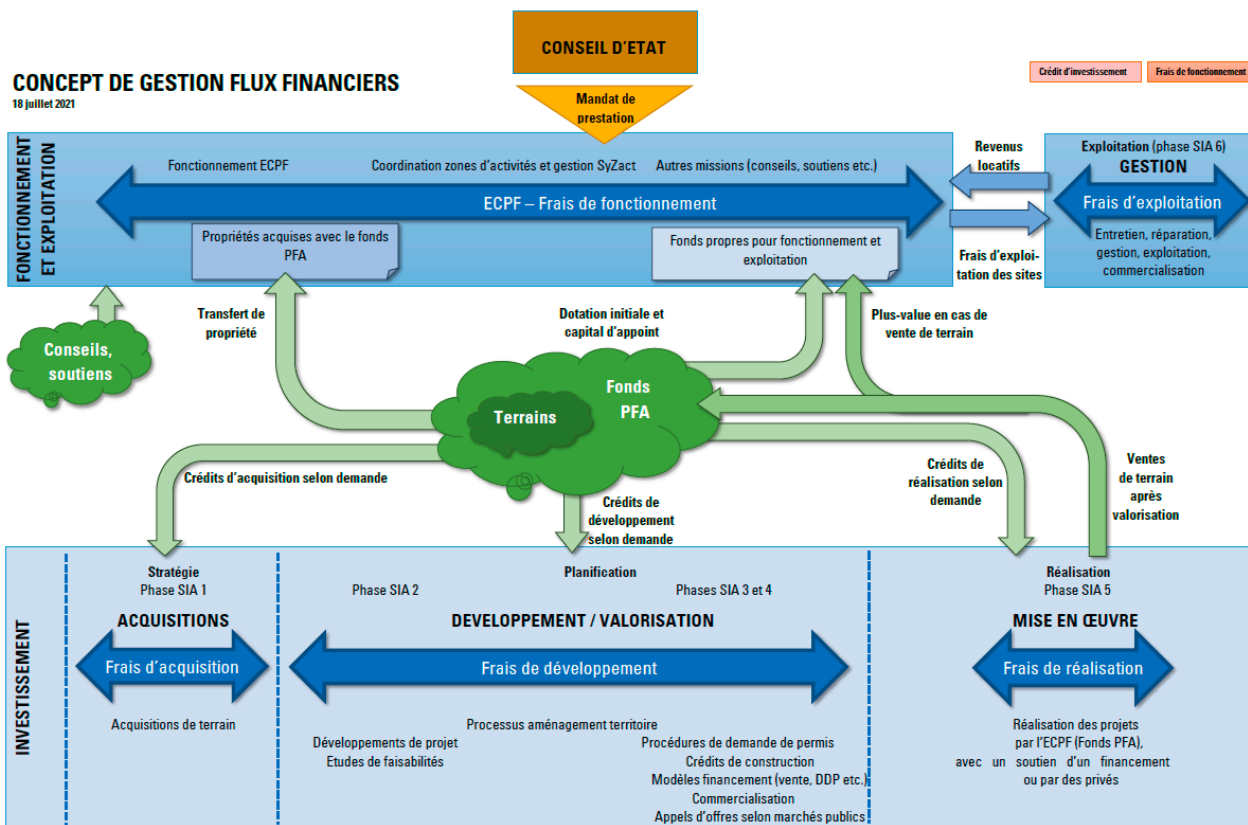 CONSEIL D'ETAT
CONCEPT DE GESTION FLUX FINANCIERS
18 juillet 2021
Crédit d'investissement
Frais de fonctionnement
Mandat de
prestation
FONCTIONNEMENT
ET EXPLOITATION
Fonctionnement ECPF
Coordination zones d'activités et gestion SyZact
Autres missions (conseils, soutiens etc.)
ECPF – Frais de fonctionnement
Propriétés acquises avec le fonds
PFA
Fonds propres pour fonctionnement et
exploitation
Revenus
locatifs
Frais d'exploi-
tation des sites
Exploitation (phase SIA 6)
GESTION
Frais d'exploitation
Entretien, réparation,
gestion, exploitation,
commercialisation
Conseils,
soutiens
Transfert de
propriété
Dotation initiale et
capital d'appoint
Plus-value en cas de
vente de terrain
Fonds
PFA
Terrains
Crédits d'acquisition selon demande
Crédits de
développement
selon demande
Crédits de
réalisation selon
demande
Ventes
de terrain
après
valorisation
INVESTISSEMENT
Stratégie
Phase SIA 1
ACQUISITIONS
Frais d'acquisition
Acquisitions de terrain
Planification
Phase SIA 2
Phases SIA 3 et 4
DEVELOPPEMENT / VALORISATION
Frais de développement
Processus aménagement territoire
Développements de projet
Etudes de faisabilités
Procédures de demande de permis
Crédits de construction
Modèles financement (vente, DDP etc.)
Commercialisation
Appels d'offres selon marchés publics
Réalisation
Phase SIA 5
MISE EN ŒUVRE
Frais de réalisation
Réalisation des projets
par l'ECPF (Fonds PFA),
avec un soutien d'un financement
ou par des privés